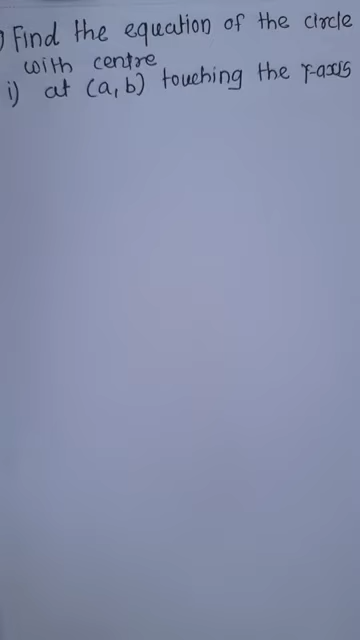 ) Find the equation of the circle
with centre
i) at (a, b) touching the Y-axis